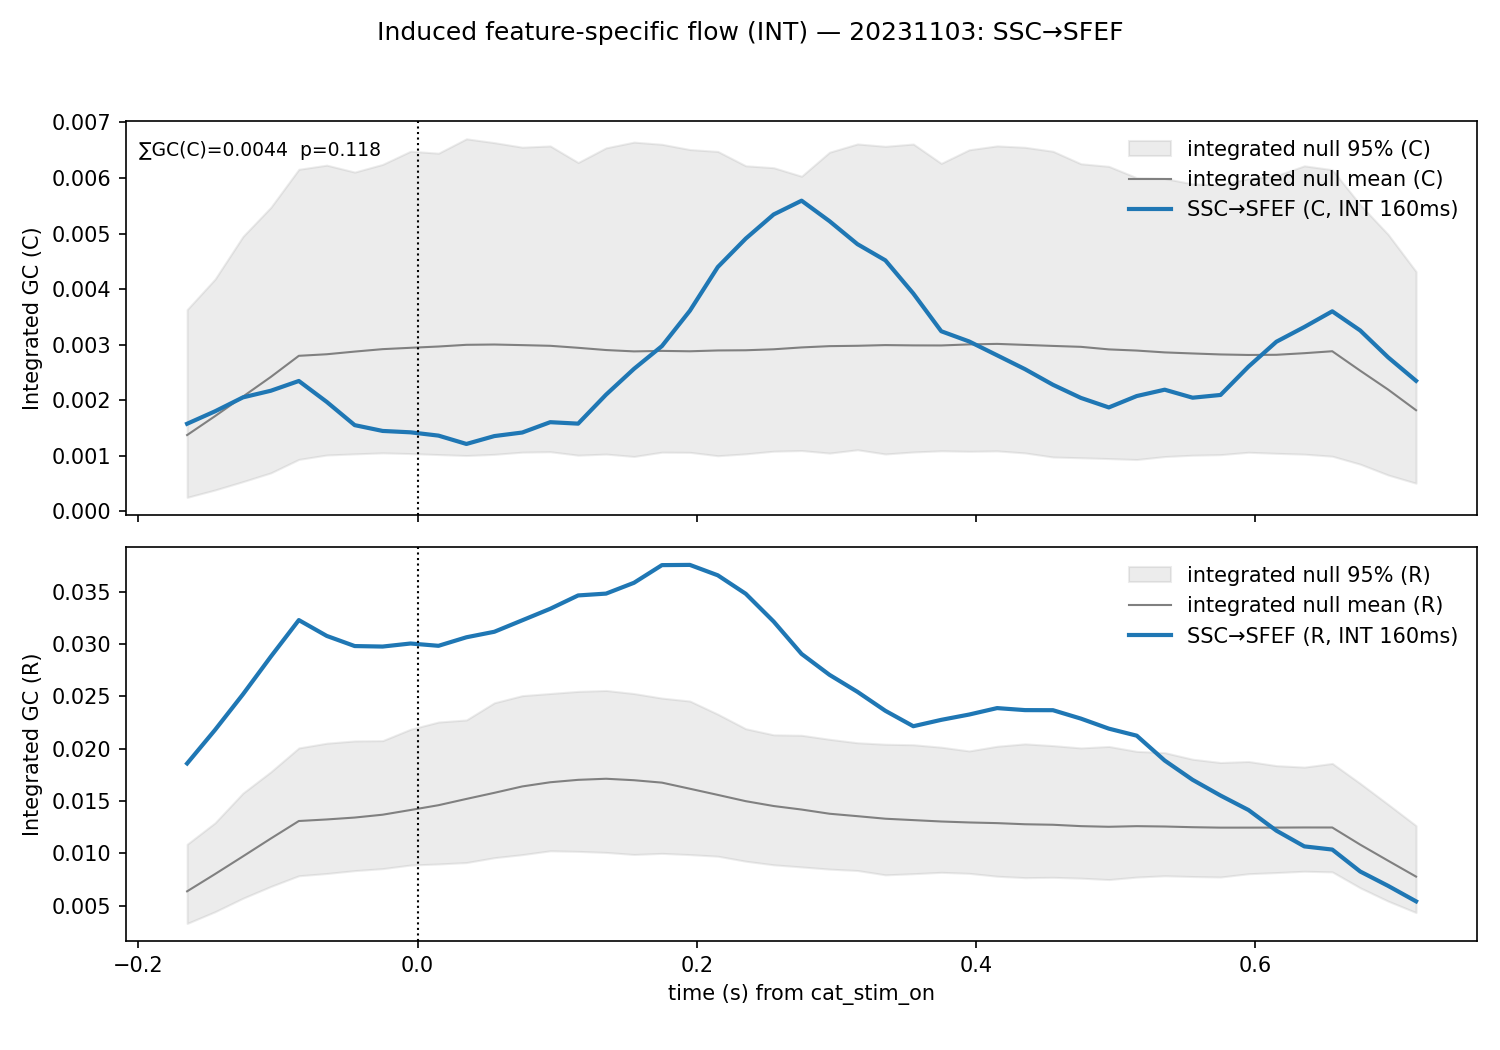 Induced feature-specific flow (INT) — 20231103: SSC→SFEF
∑GC(C)=0.0044 p=0.118
integrated null 95% (C)
integrated null mean (C)
SSC→SFEF (C, INT 160ms)
Integrated GC (C)
0.007
0.006
0.005
0.004
0.003
0.002
0.001
0.000
integrated null 95% (R)
integrated null mean (R)
SSC→SFEF (R, INT 160ms)
Integrated GC (R)
0.035
0.030
0.025
0.020
0.015
0.010
0.005
−0.2
0.0
0.2
0.4
0.6
time (s) from cat_stim_on